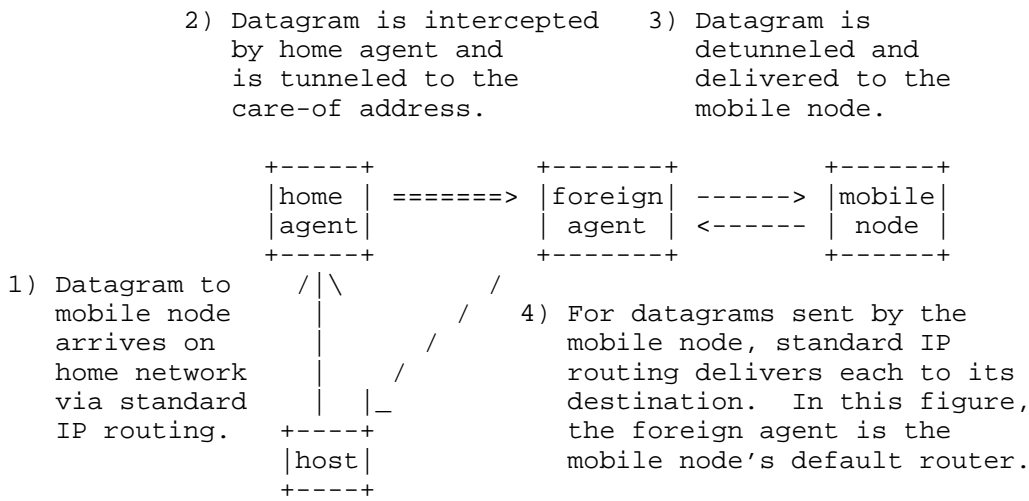 2) Datagram is intercepted   3) Datagram is
   by home agent and            detunneled and
   is tunneled to the           delivered to the
   care-of address.             mobile node.
+-----+          +-------+         +------+
|home | =======> |foreign| ------> |mobile|
|agent|          | agent | <------ | node |
+-----+          +-------+         +------+
1) Datagram to    /|\         /
   mobile node     |        /   4) For datagrams sent by the
   arrives on      |      /        mobile node, standard IP
   home network    |    /          routing delivers each to its
   via standard    |  |_           destination.  In this figure,
   IP routing.   +----+            the foreign agent is the
                 |host|            mobile node's default router.
                 +----+